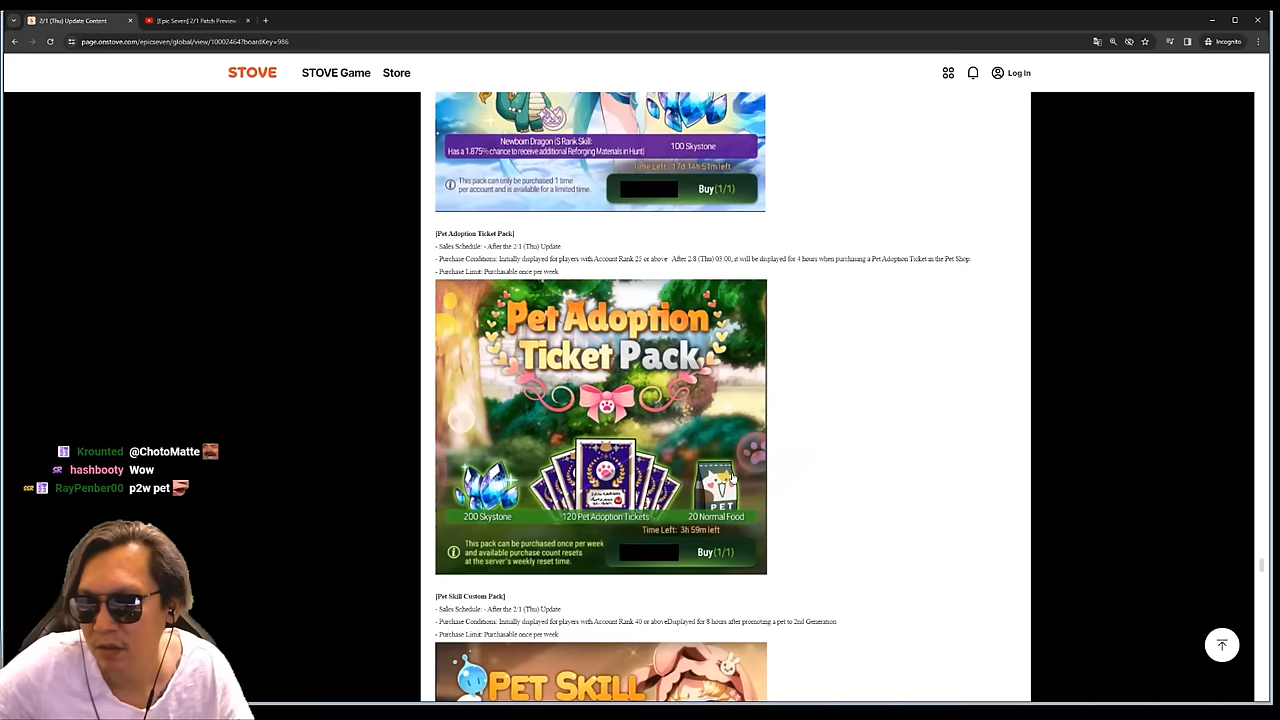 2/1 (Thu) Update Content
[Epic Seven] 2/1 Patch Preview
page.onstove.com/epicseven/global/view/10002464?boardKey=986
Incognito
STOVE
STOVE Game
Store
Log In
Newborn Dragon (S Rank Skill:
Has a 1.875% chance to receive additional Reforging Materials in Hunt)
100 Skystone
Time Left: 17d 14h 51m left
This pack can only be purchased 1 time
per account and is available for a limited time.
Buy(1/1)
[Pet Adoption Ticket Pack]
- Sales Schedule: - After the 2/1 (Thu) Update
- Purchase Conditions: Initially displayed for players with Account Rank 25 or above After 2.8 (Thu) 03:00, it will be displayed for 4 hours when purchasing a Pet Adoption Ticket in the Pet Shop.
- Purchase Limit: Purchasable once per week
Pet Adoption
Ticket Pack
PET
200 Skystone
120 Pet Adoption Tickets
20 Normal Food
Time Left: 3h 59m left
This pack can be purchased once per week
and available purchase count resets
at the server's weekly reset time.
Buy(1/1)
Krounted @ChotoMatte
hashbooty Wow
RayPenber00 p2w pet
[Pet Skill Custom Pack]
- Sales Schedule: - After the 2/1 (Thu) Update
- Purchase Conditions: Initially displayed for players with Account Rank 40 or aboveDisplayed for 8 hours after promoting a pet to 2nd Generation
- Purchase Limit: Purchasable once per week
PET SKILL